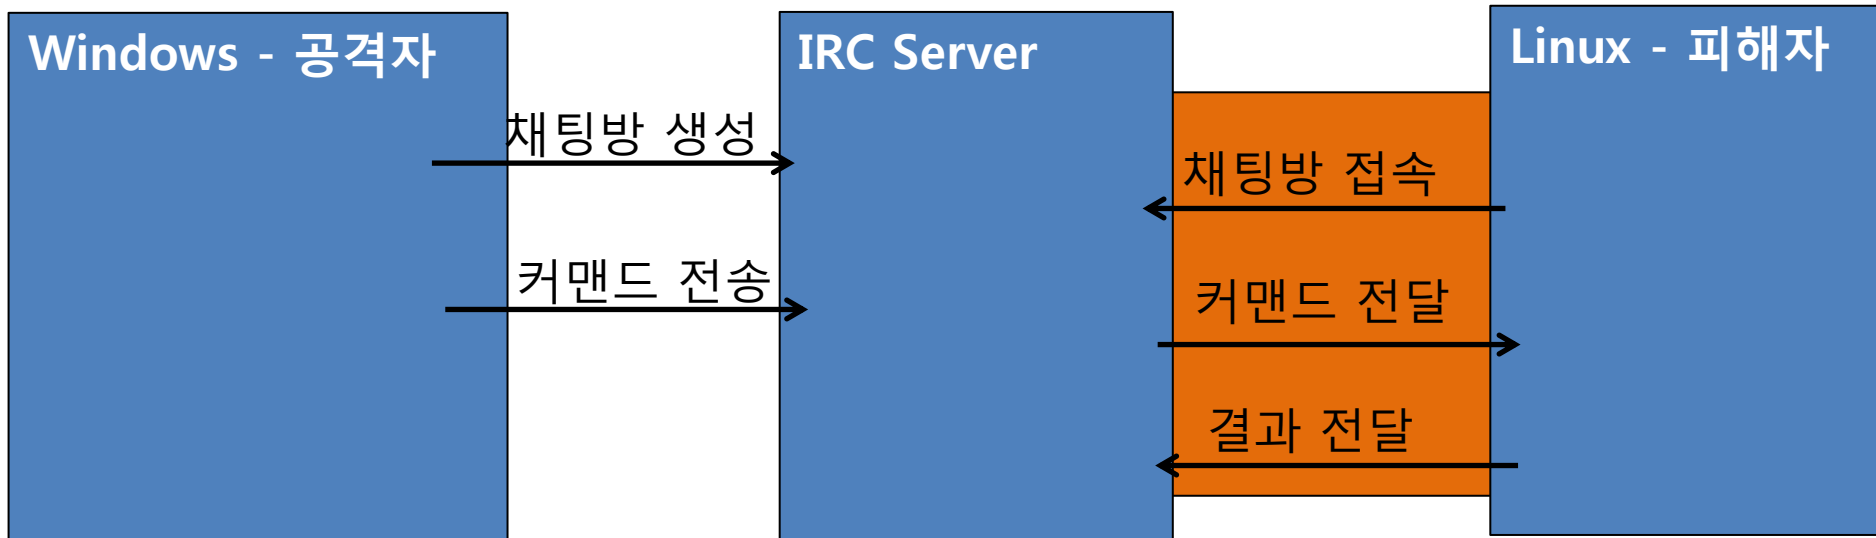 Windows - 공격자
IRC Server
Linux - 피해자
채팅방 생성
채팅방 접속
커맨드 전송
커맨드 전달
결과 전달